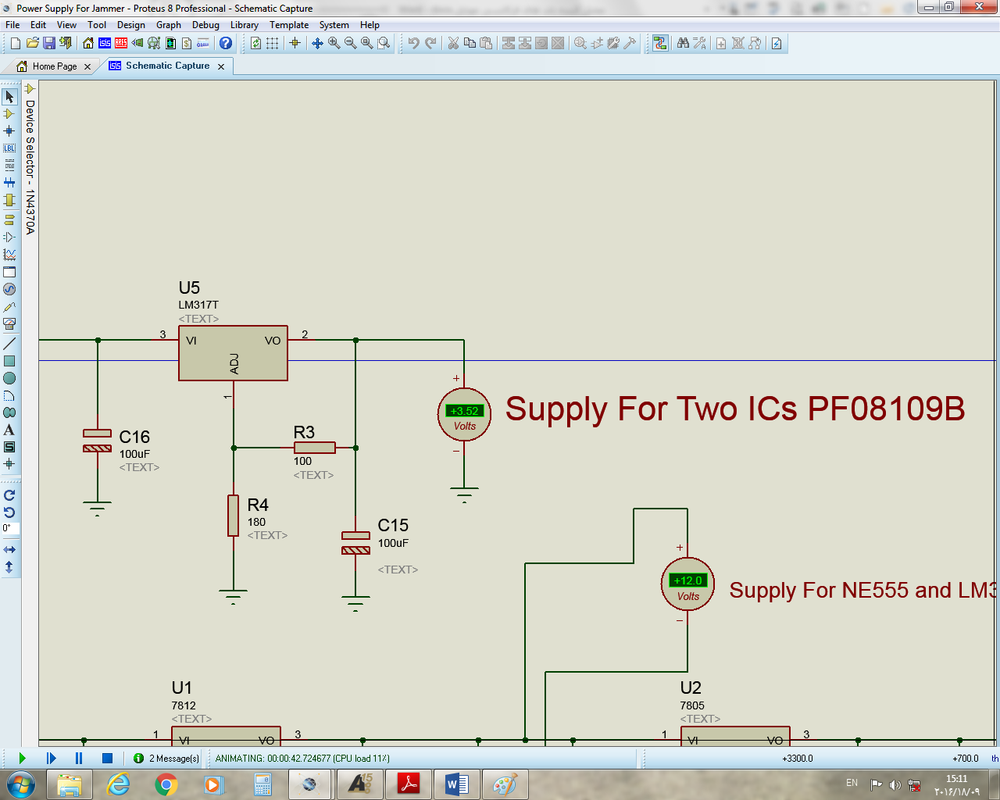 Power Supply For Jammer - Proteus 8 Professional - Schematic Capture
File Edit View Tool Design Graph Debug Library Template System Help
Home Page
Schematic Capture
Device Selector - 1N4370A
LBL
0°
U5
LM317T
<TEXT>
3 VI VO 2
ADJ
1
C16
100uF
<TEXT>
R3
100
<TEXT>
R4
180
<TEXT>
C15
100uF
<TEXT>
+
+3.52
Volts
−
Supply For Two ICs PF08109B
+
+12.0
Volts
−
Supply For NE555 and LM3
U1
7812
<TEXT>
1 VI VO 3
U2
7805
<TEXT>
1 VI VO 3
2 Message(s)
ANIMATING: 00:00:42.724677 (CPU load 11%)
+3300.0
+700.0
th
EN
15:11
٢٠١۶/١٨/٠٩